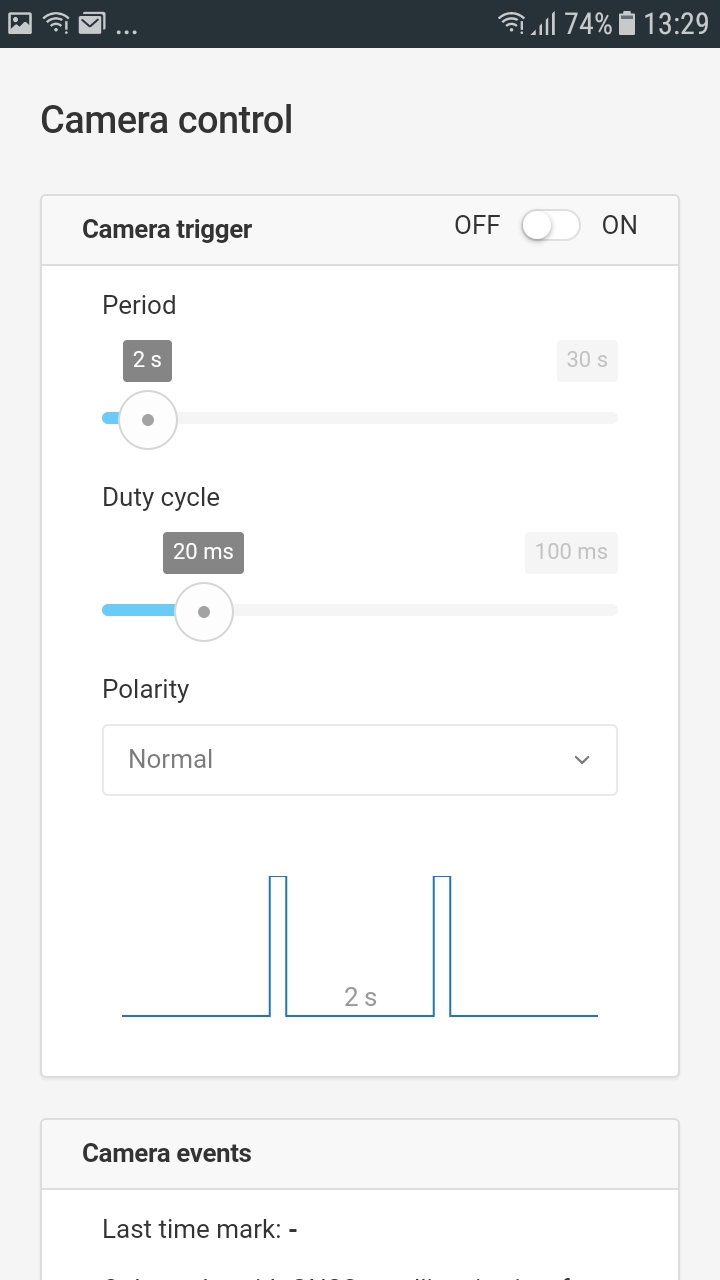 ... 74% 13:29
Camera control
Camera trigger OFF ON
Period
2 s 30 s
Duty cycle
20 ms 100 ms
Polarity
Normal
2 s
Camera events
Last time mark: -